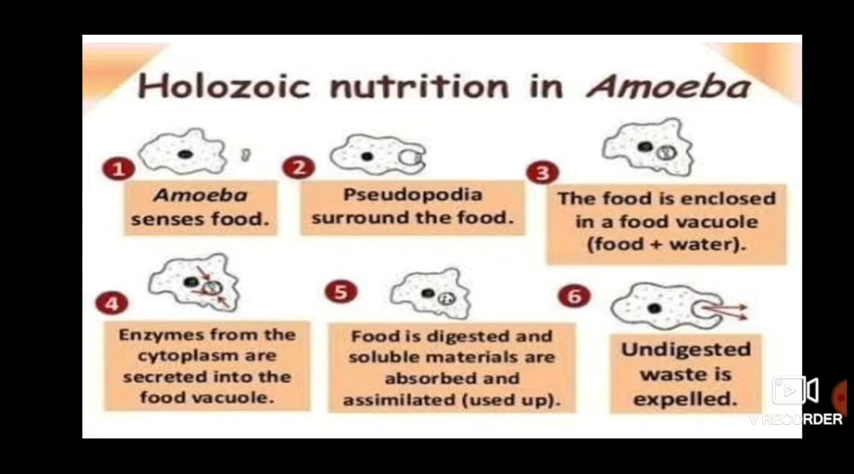 Holozoic nutrition in Amoeba
1
Amoeba
senses food.
2
Pseudopodia
surround the food.
3
The food is enclosed
in a food vacuole
(food + water).
4
Enzymes from the
cytoplasm are
secreted into the
food vacuole.
5
Food is digested and
soluble materials are
absorbed and
assimilated (used up).
6
Undigested
waste is
expelled.
V RECORDER